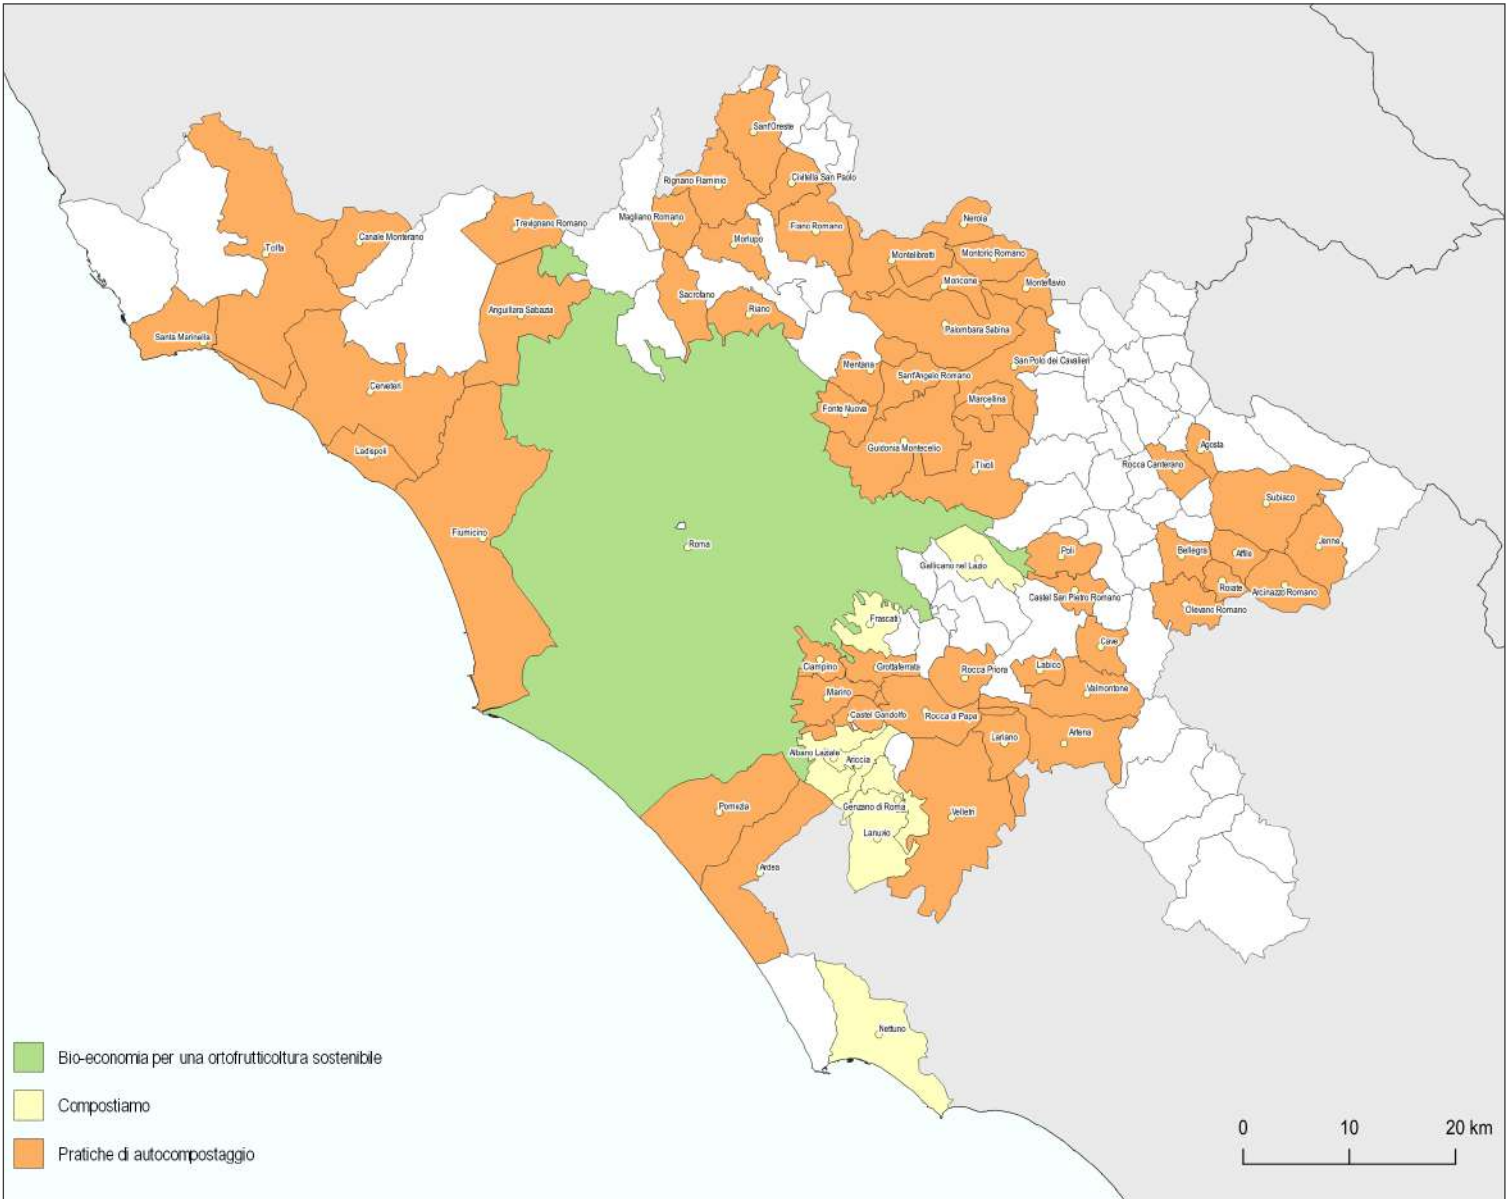 Sant'Oreste
Rignano Flaminio
Civitella San Paolo
Magliano Romano
Nerola
Trevignano Romano
Fiano Romano
Canale Monterano
Morlupo
Tolfa
Montelibretti
Montorio Romano
Moricone
Monteflavio
Sacrofano
Anguillara Sabazia
Riano
Palombara Sabina
Santa Marinella
San Polo dei Cavalieri
Mentana
Sant'Angelo Romano
Cerveteri
Marcellina
Fonte Nuova
Guidonia Montecelio
Agosta
Ladispoli
Rocca Canterano
Tivoli
Subiaco
Fiumicino
Roma
Jenne
Poli
Bellegra
Affile
Gallicano nel Lazio
Roiate
Arcinazzo Romano
Castel San Pietro Romano
Olevano Romano
Frascati
Cave
Ciampino
Grottaferrata
Rocca Priora
Labico
Marino
Valmontone
Castel Gandolfo
Rocca di Papa
Artena
Lariano
Albano Laziale
Ariccia
Pomezia
Genzano di Roma
Velletri
Lanuvio
Ardea
Nettuno
Bio-economia per una ortofrutticoltura sostenibile
Compostiamo
Pratiche di autocompostaggio
0 10 20 km